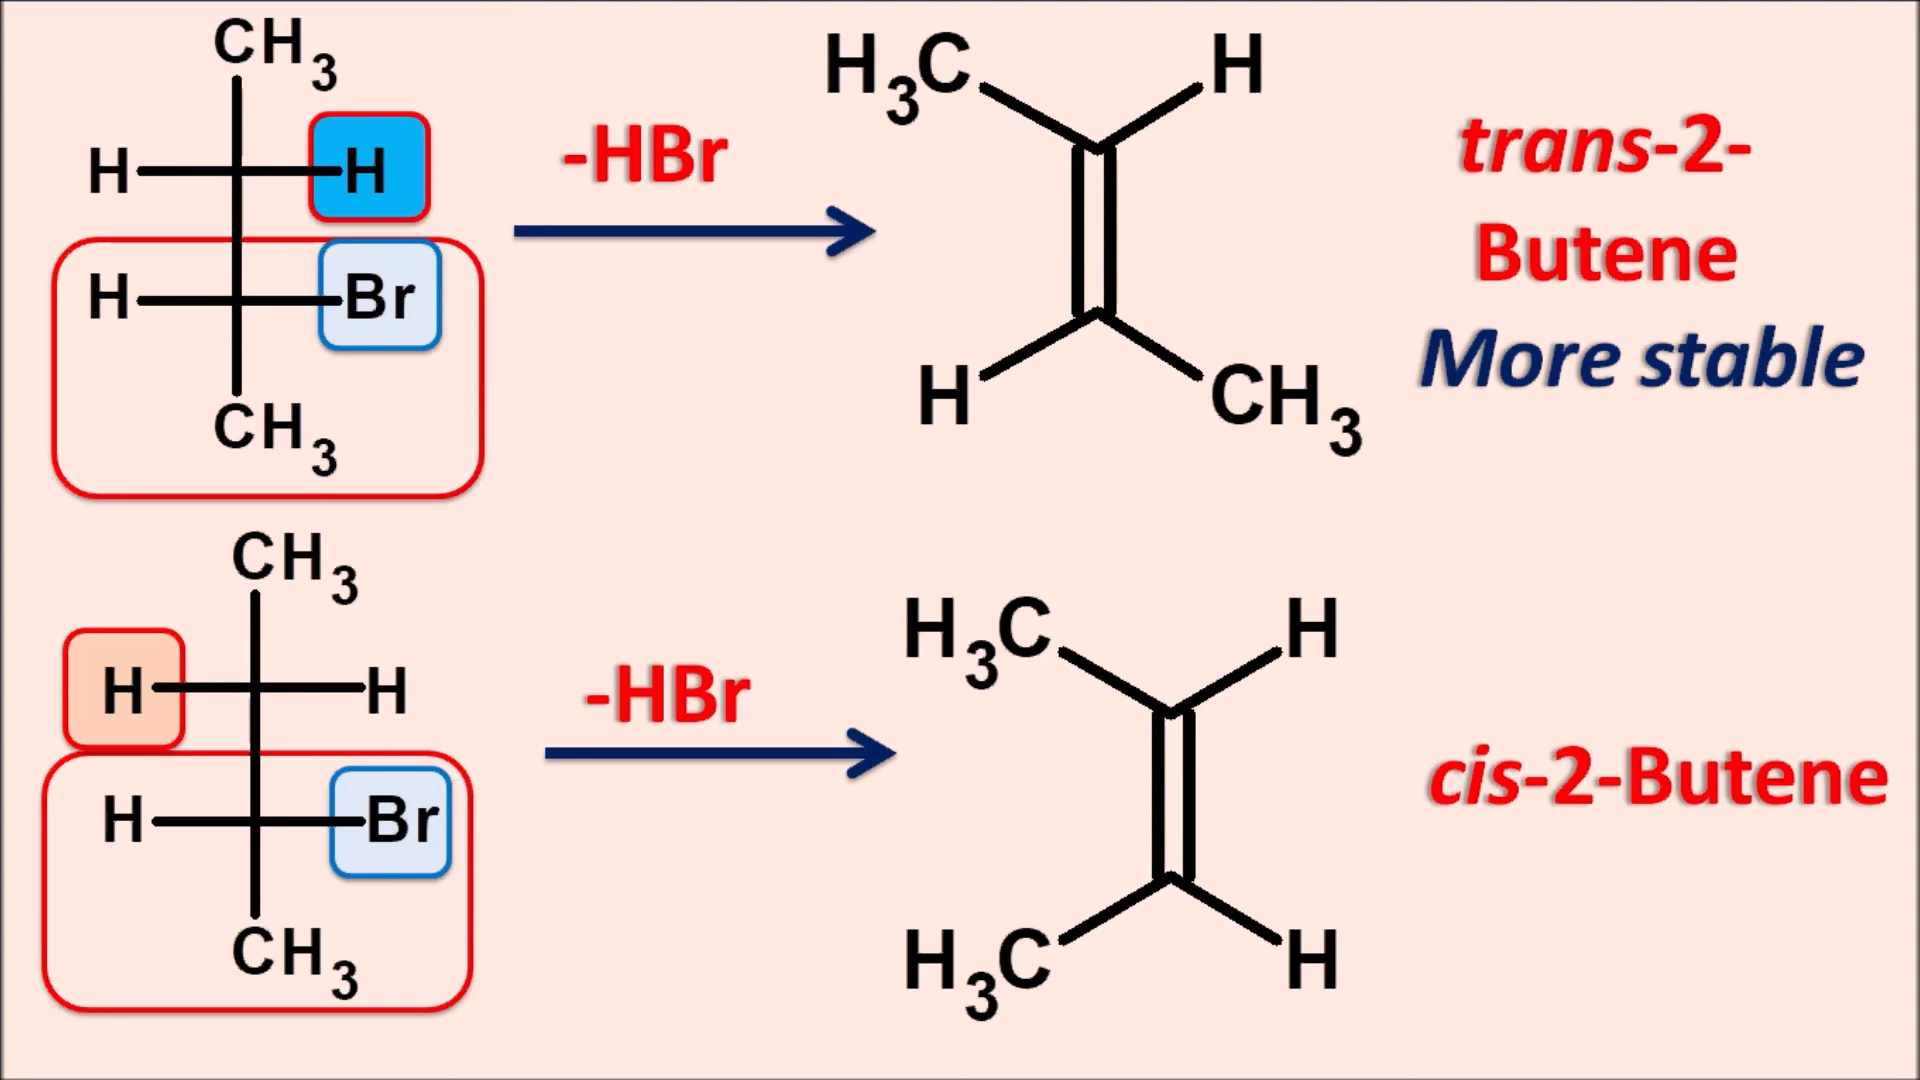 CH3
H H
H Br
CH3
-HBr
H3C H
H CH3
trans-2-
Butene
More stable
CH3
H H
H Br
CH3
-HBr
H3C H
H3C H
cis-2-Butene